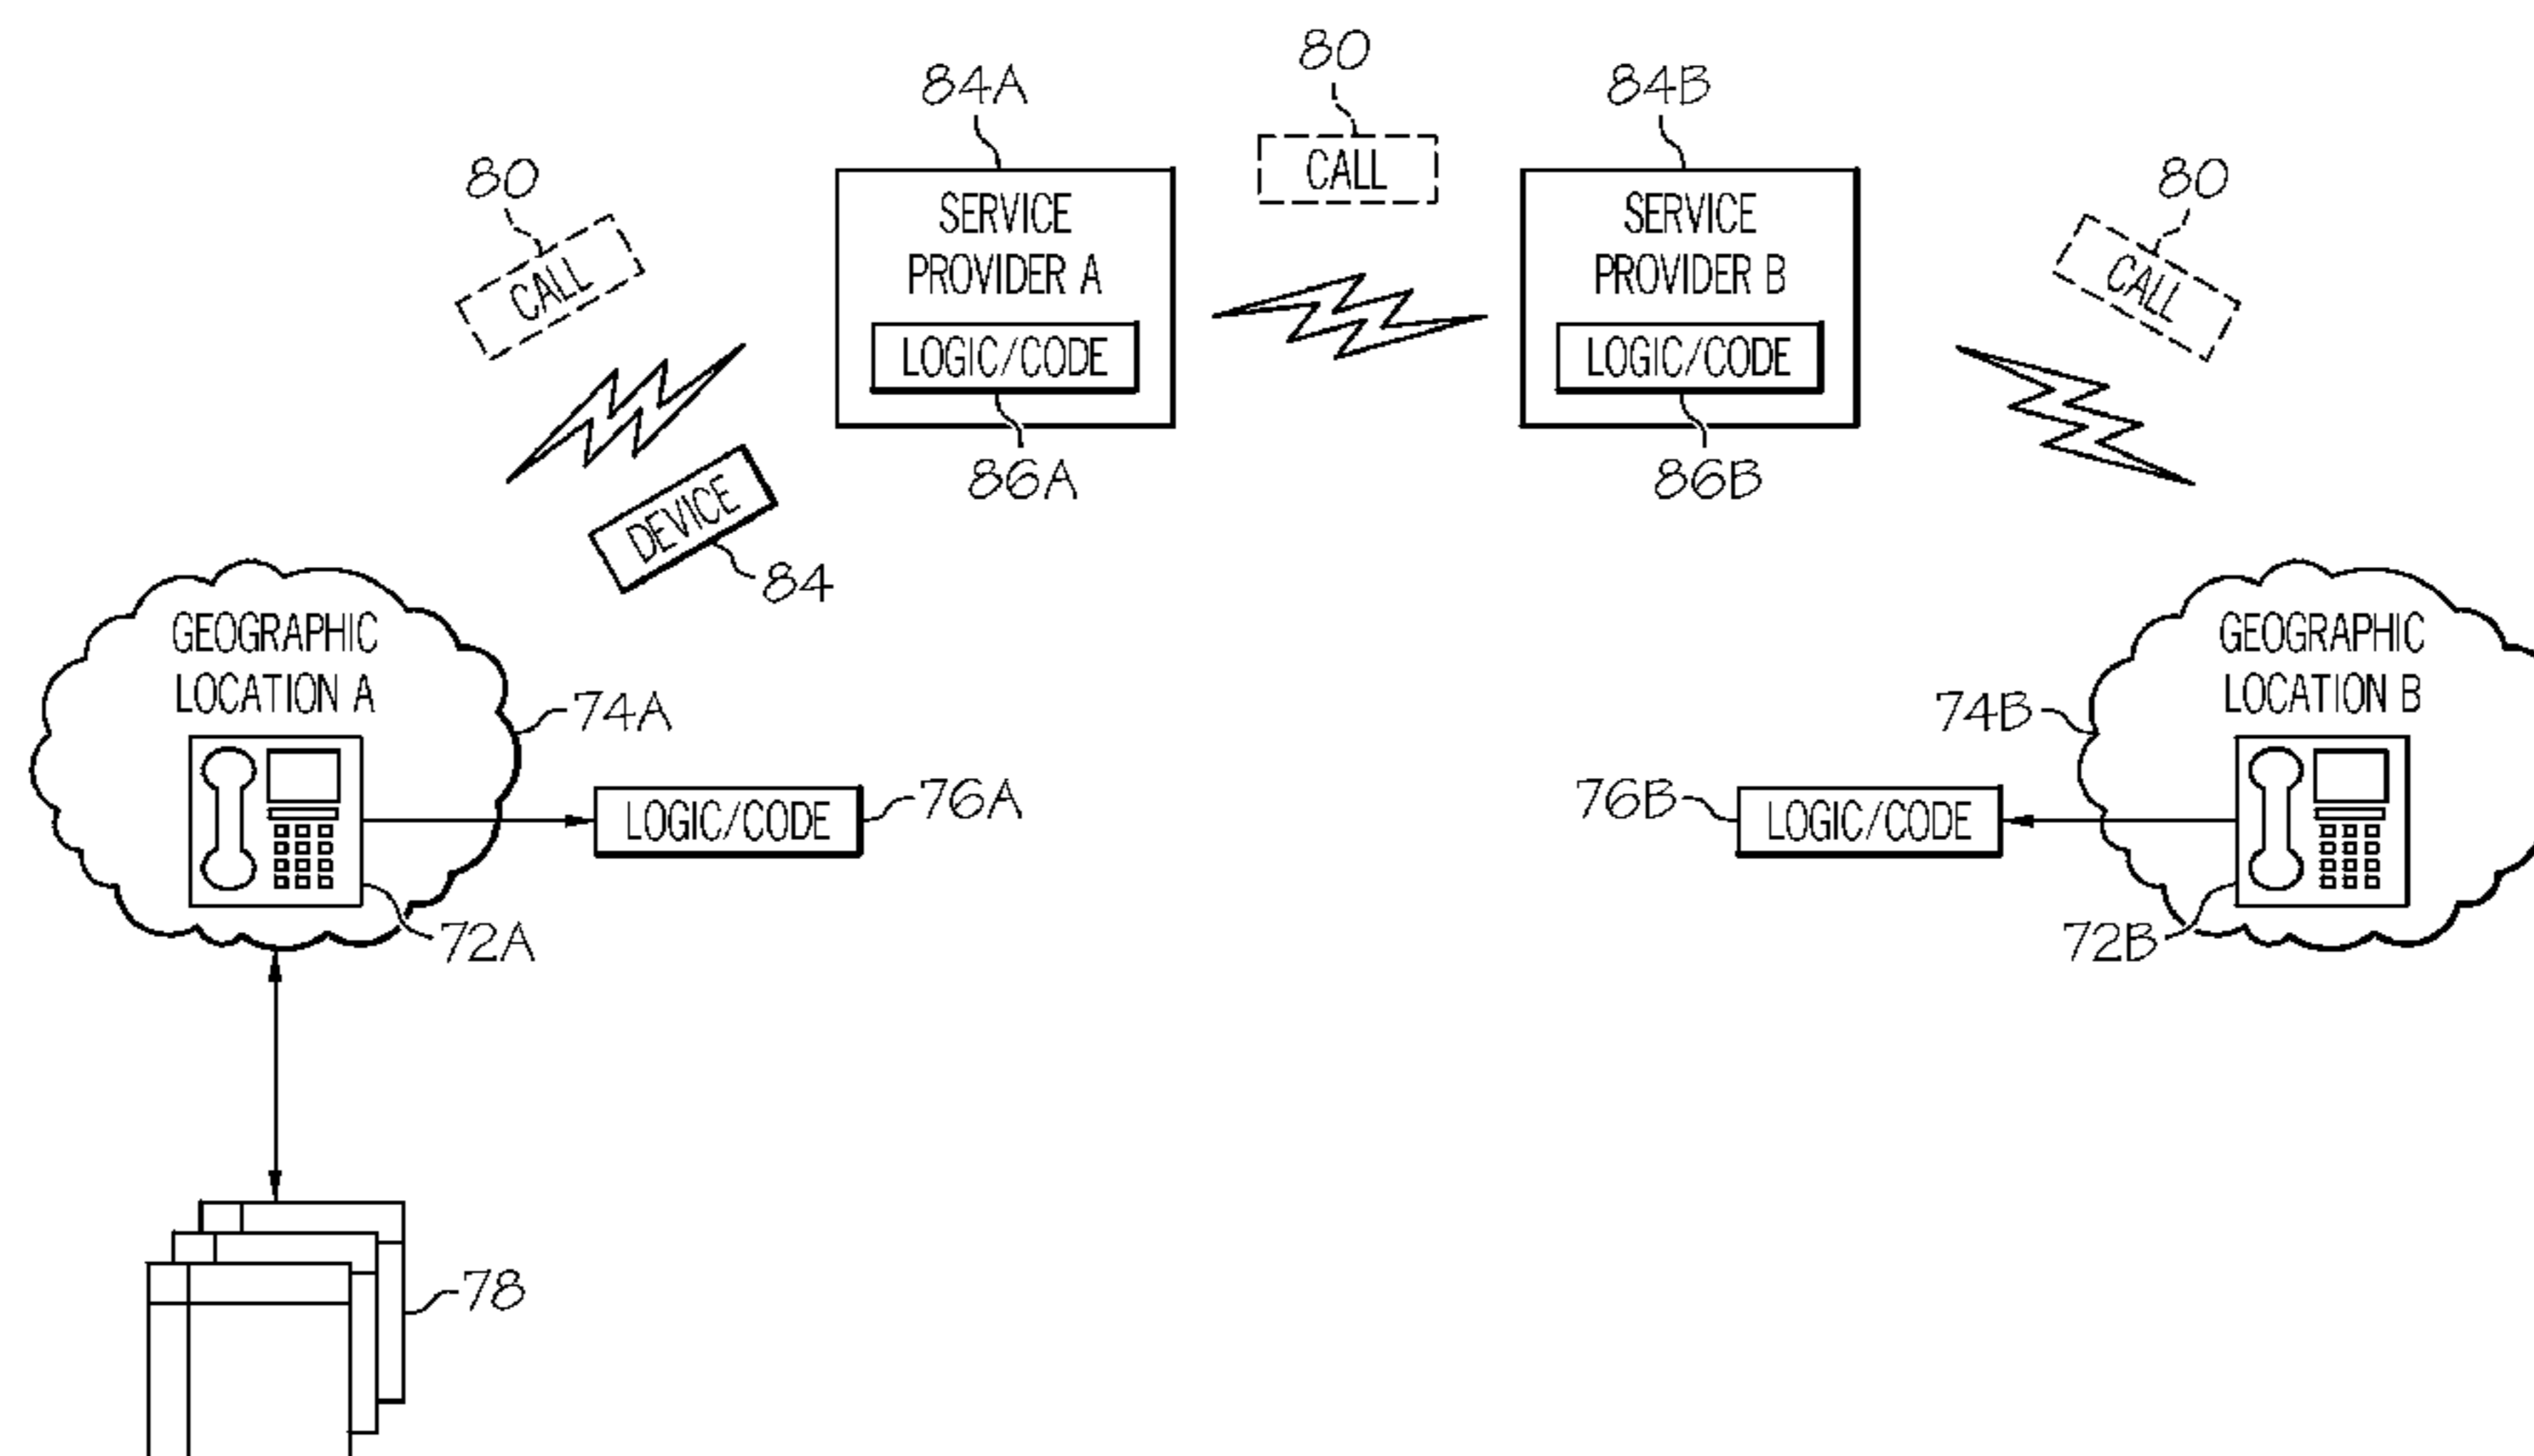 80
84A
84B
80
CALL
80
CALL
SERVICE
PROVIDER A
LOGIC/CODE
SERVICE
PROVIDER B
LOGIC/CODE
CALL
86A
86B
DEVICE
84
GEOGRAPHIC
LOCATION A
74A
GEOGRAPHIC
LOCATION B
74B
LOGIC/CODE
76A
76B
LOGIC/CODE
72A
72B
78